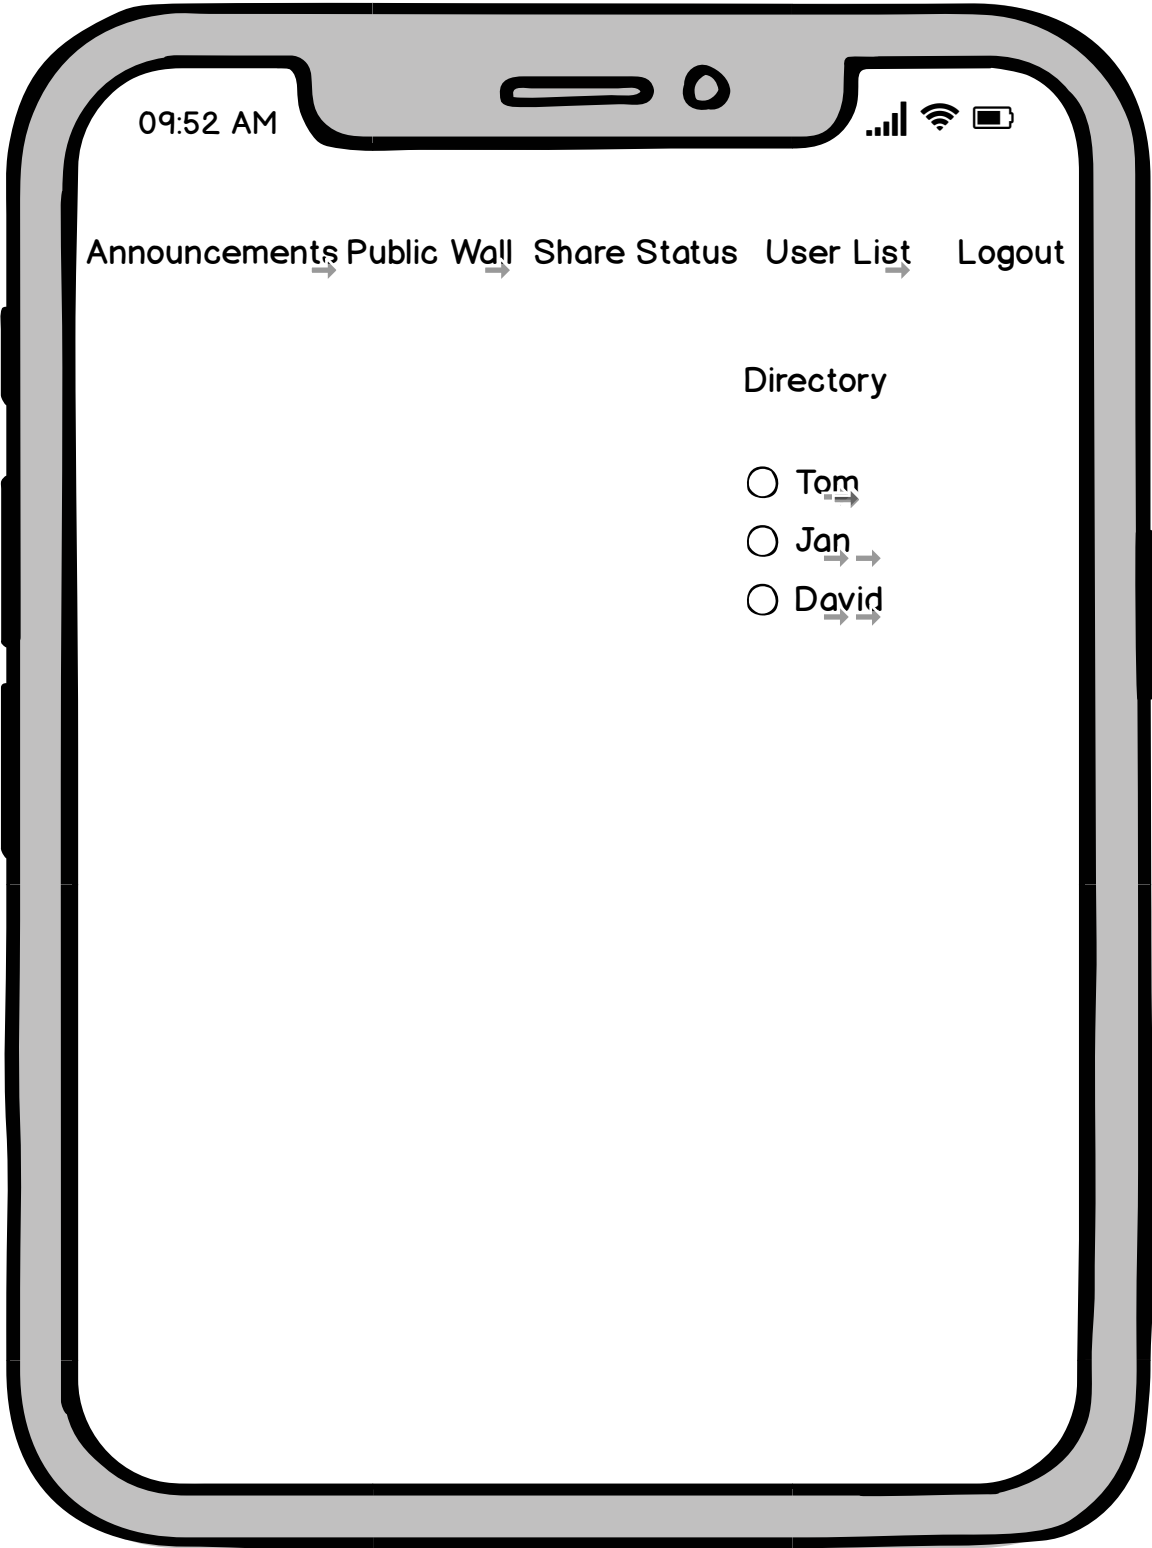 09:52 AM
Announcements Public Wall Share Status User List Logout
Directory
Tom
Jan
David